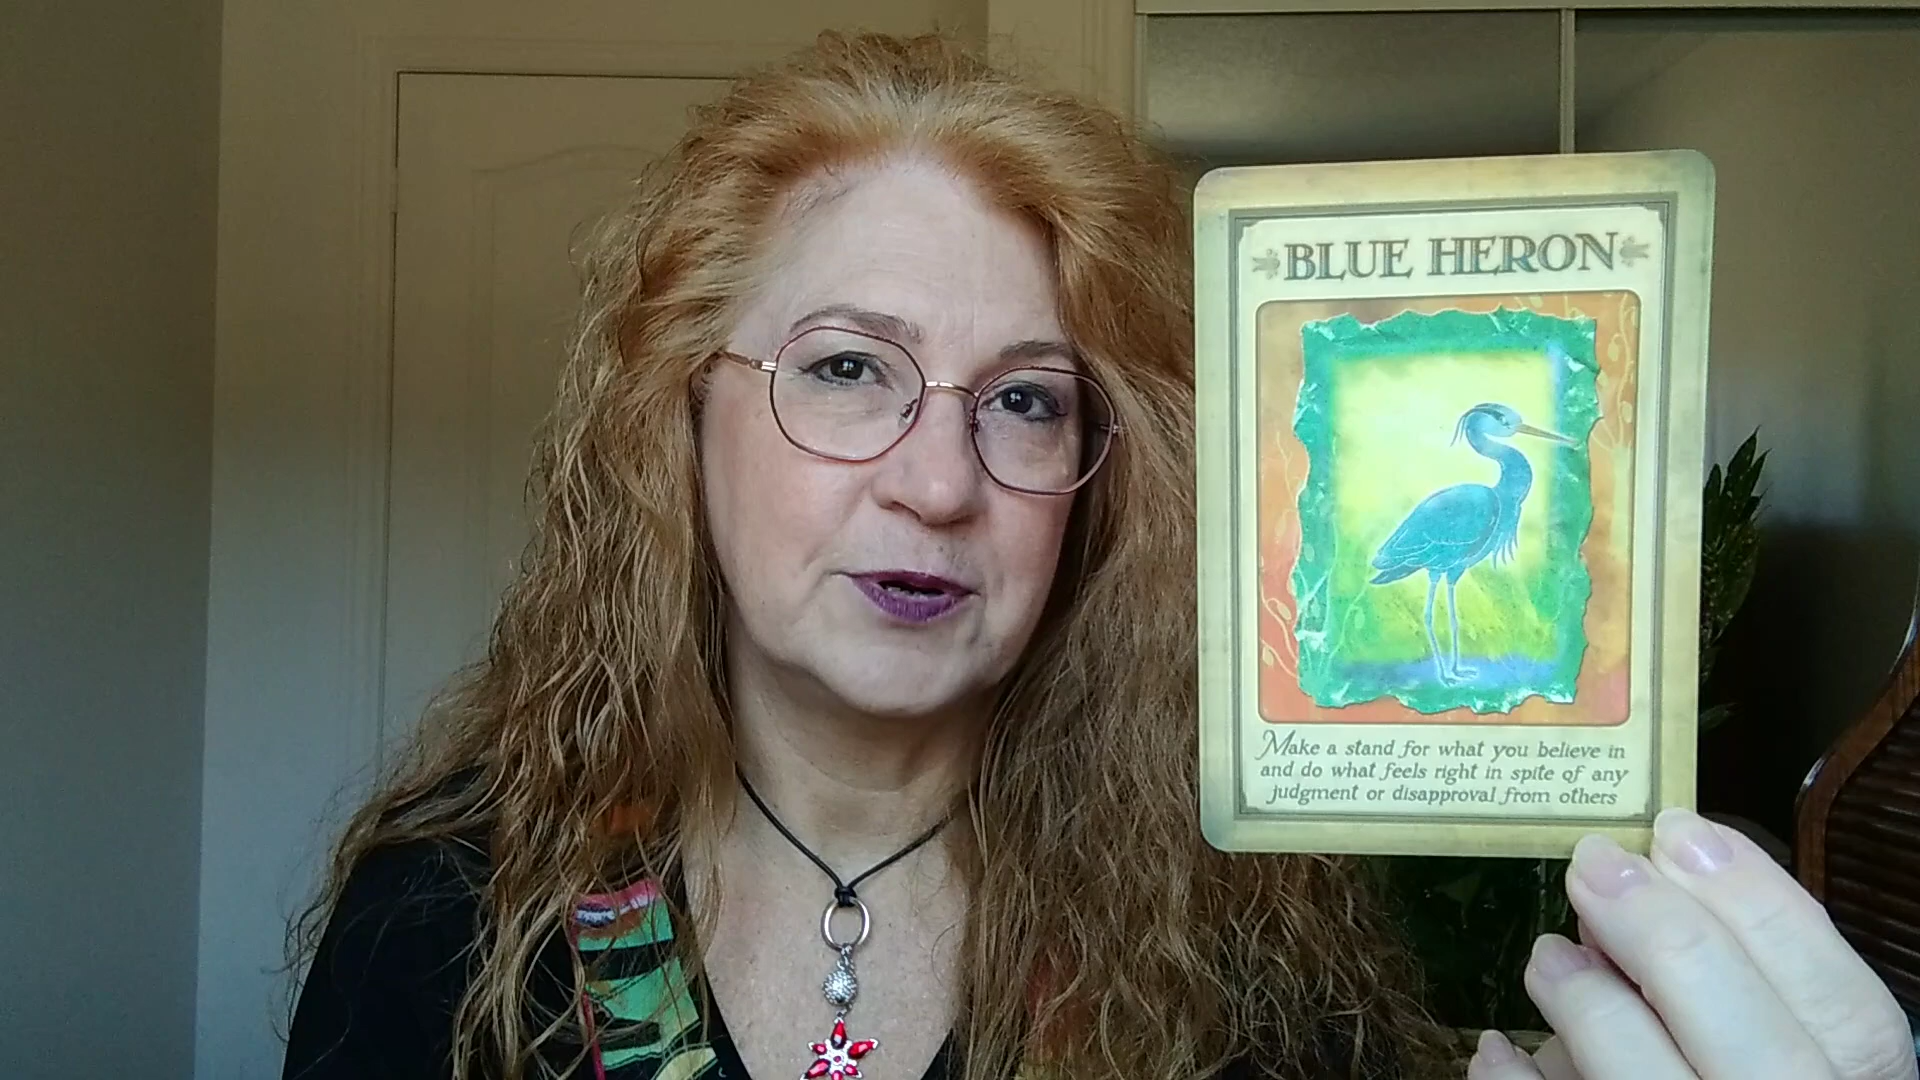 BLUE HERON
Make a stand for what you believe in
and do what feels right in spite of any
judgment or disapproval from others